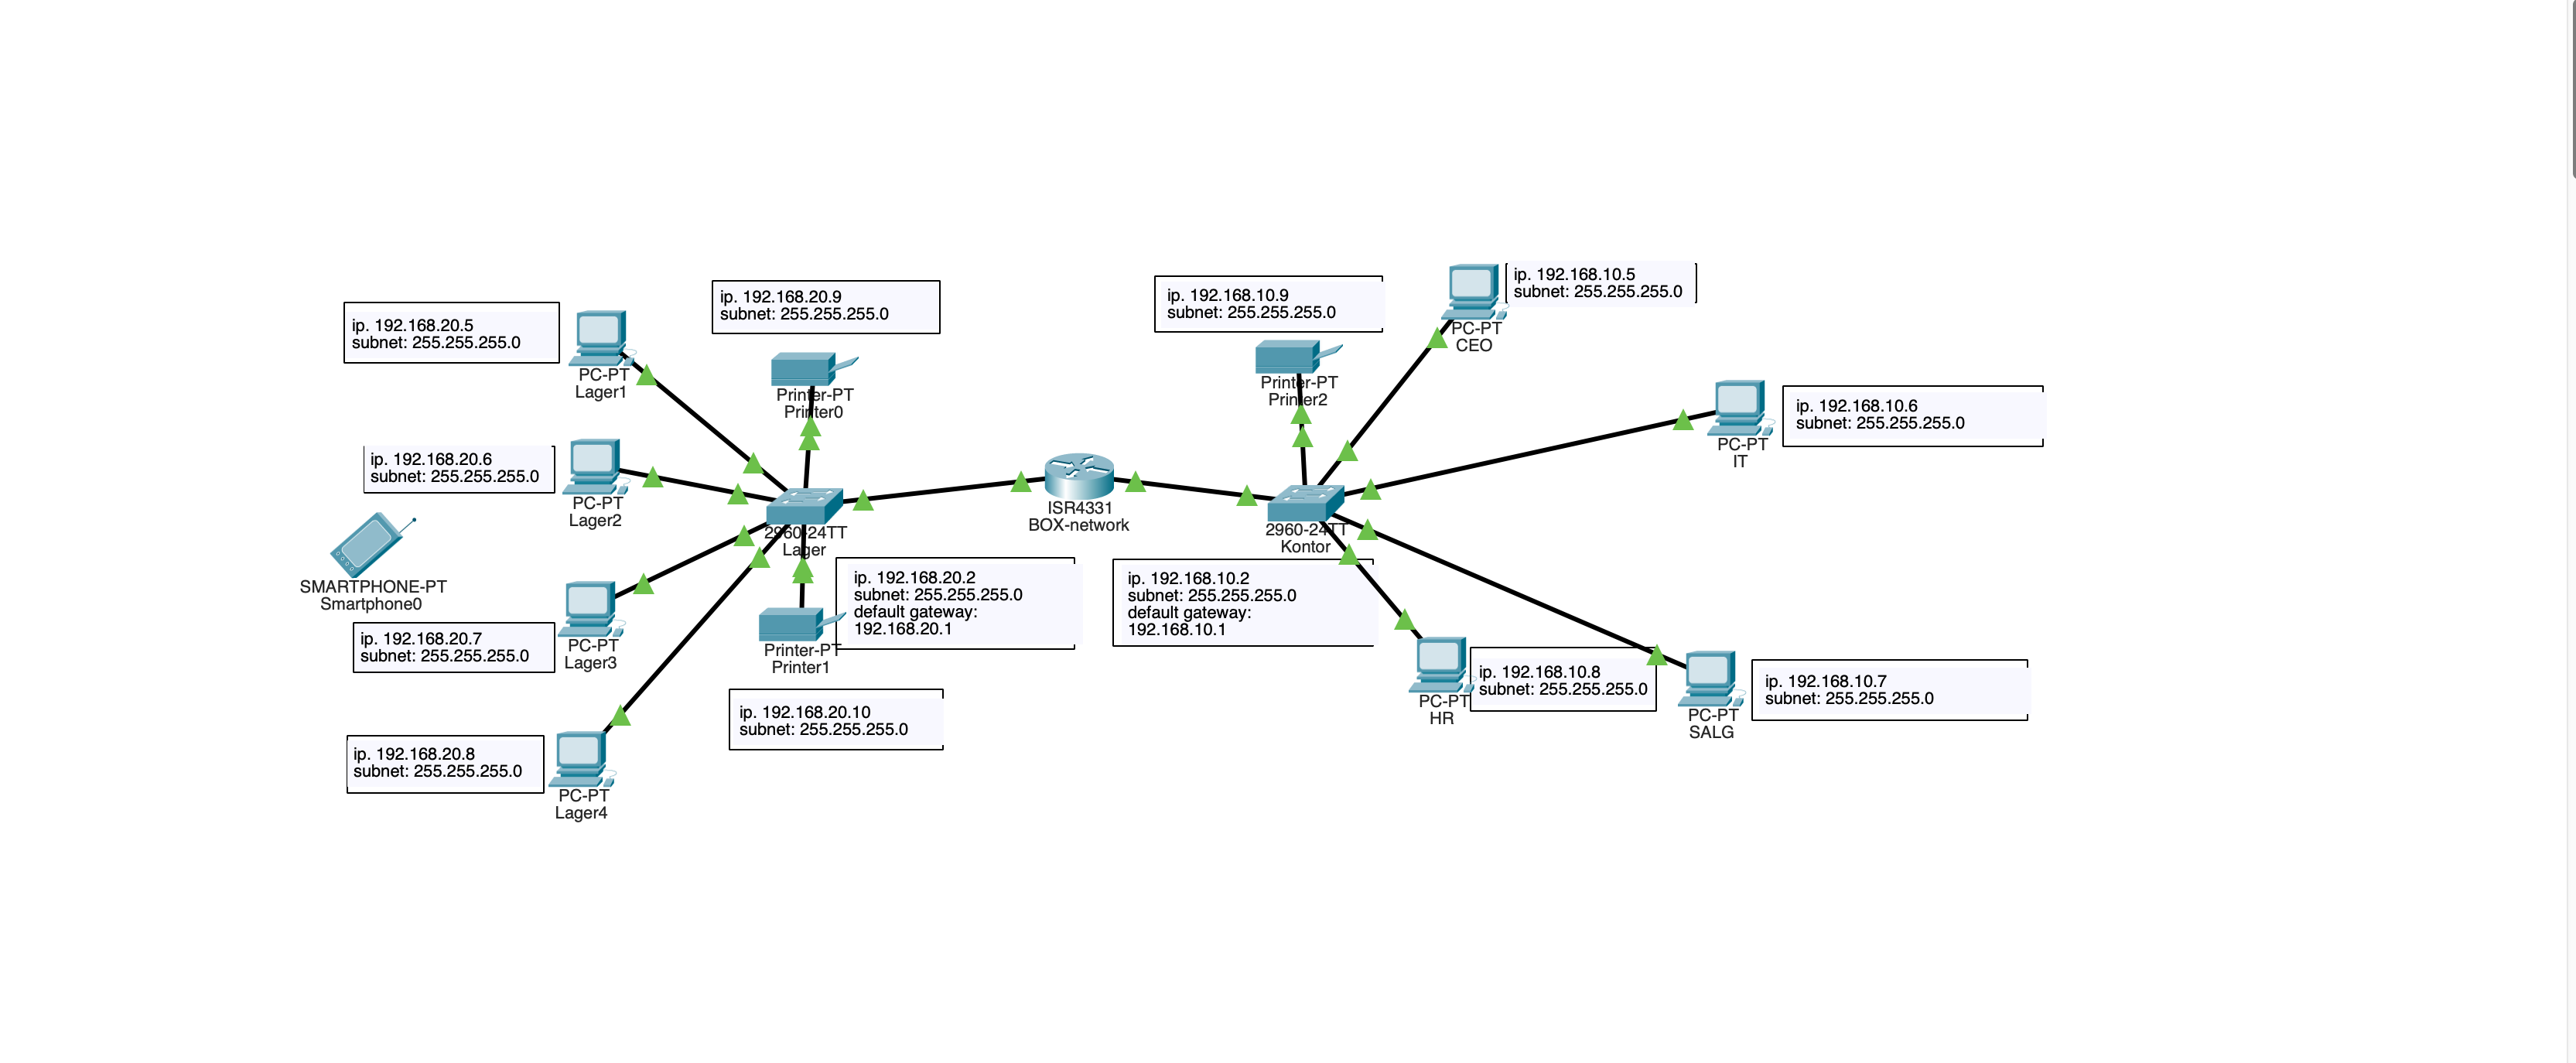 ip. 192.168.20.5
subnet: 255.255.255.0
PC-PT
Lager1
ip. 192.168.20.9
subnet: 255.255.255.0
Printer-PT
Printer0
ip. 192.168.20.6
subnet: 255.255.255.0
PC-PT
Lager2
SMARTPHONE-PT
Smartphone0
ip. 192.168.20.7
subnet: 255.255.255.0
PC-PT
Lager3
ip. 192.168.20.8
subnet: 255.255.255.0
PC-PT
Lager4
2960-24TT
Lager
ip. 192.168.20.2
subnet: 255.255.255.0
default gateway:
192.168.20.1
Printer-PT
Printer1
ip. 192.168.20.10
subnet: 255.255.255.0
ISR4331
BOX-network
ip. 192.168.10.9
subnet: 255.255.255.0
Printer-PT
Printer2
ip. 192.168.10.5
subnet: 255.255.255.0
PC-PT
CEO
ip. 192.168.10.6
subnet: 255.255.255.0
PC-PT
IT
2960-24TT
Kontor
ip. 192.168.10.2
subnet: 255.255.255.0
default gateway:
192.168.10.1
PC-PT
HR
ip. 192.168.10.8
subnet: 255.255.255.0
PC-PT
SALG
ip. 192.168.10.7
subnet: 255.255.255.0